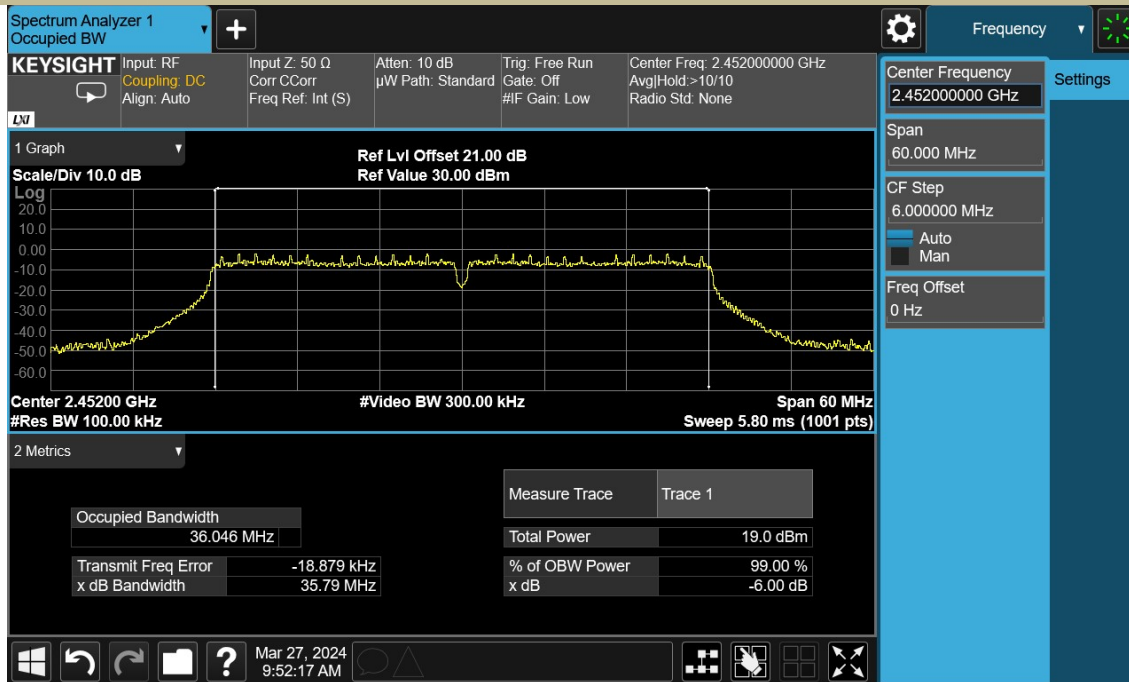 Spectrum Analyzer 1
Occupied BW
+
Frequency
KEYSIGHT
LXI
Input: RF
Coupling: DC
Align: Auto
Input Z: 50 Ω
Corr CCorr
Freq Ref: Int (S)
Atten: 10 dB
µW Path: Standard
Trig: Free Run
Gate: Off
#IF Gain: Low
Center Freq: 2.452000000 GHz
Avg|Hold:>10/10
Radio Std: None
Center Frequency
2.452000000 GHz
Settings
Span
60.000 MHz
CF Step
6.000000 MHz
Auto
Man
Freq Offset
0 Hz
1 Graph
Ref Lvl Offset 21.00 dB
Scale/Div 10.0 dB
Ref Value 30.00 dBm
Log
20.0
10.0
0.00
-10.0
-20.0
-30.0
-40.0
-50.0
-60.0
Center 2.45200 GHz
#Video BW 300.00 kHz
Span 60 MHz
#Res BW 100.00 kHz
Sweep 5.80 ms (1001 pts)
2 Metrics
Measure Trace
Trace 1
Occupied Bandwidth
36.046 MHz
Total Power
19.0 dBm
Transmit Freq Error
-18.879 kHz
% of OBW Power
99.00 %
x dB Bandwidth
35.79 MHz
x dB
-6.00 dB
?
Mar 27, 2024
9:52:17 AM